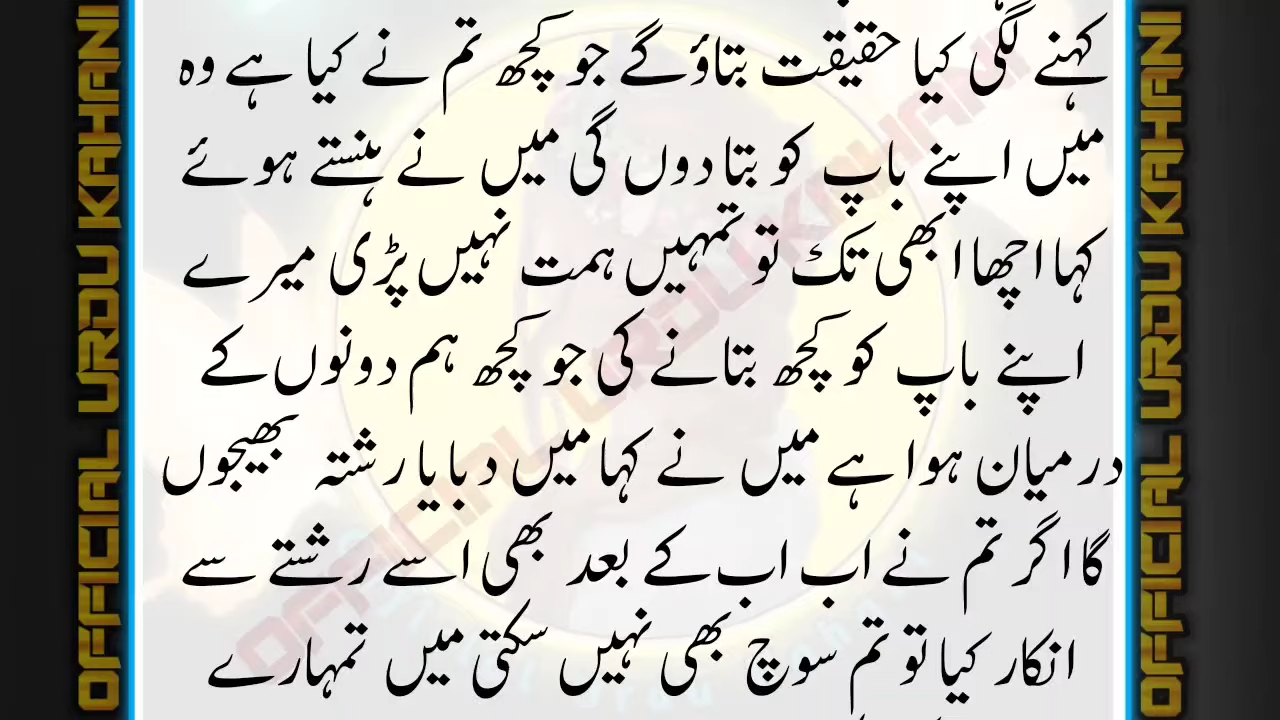 کہنے لگی کیا حقیقت بتاؤ گے جو کچھ تم نے کیا ہے وہ
میں اپنے باپ کو بتا دوں گی میں نے ہنستے ہوئے
کہا اچھا ابھی تک تو تمہیں ہمت نہیں پڑی میرے
اپنے باپ کو کچھ بتانے کی جو کچھ ہم دونوں کے
درمیان ہوا ہے میں نے کہا میں دبایا رشتہ بھیجوں
گا اگر تم نے اب اب کے بعد بھی اسے رشتے سے
انکار کیا تو تم سوچ بھی نہیں سکتی میں تمہارے
OFFICIAL URDU KAHANI
OFFICIAL URDU KAHANI
OFFICIAL URDU KAHANI